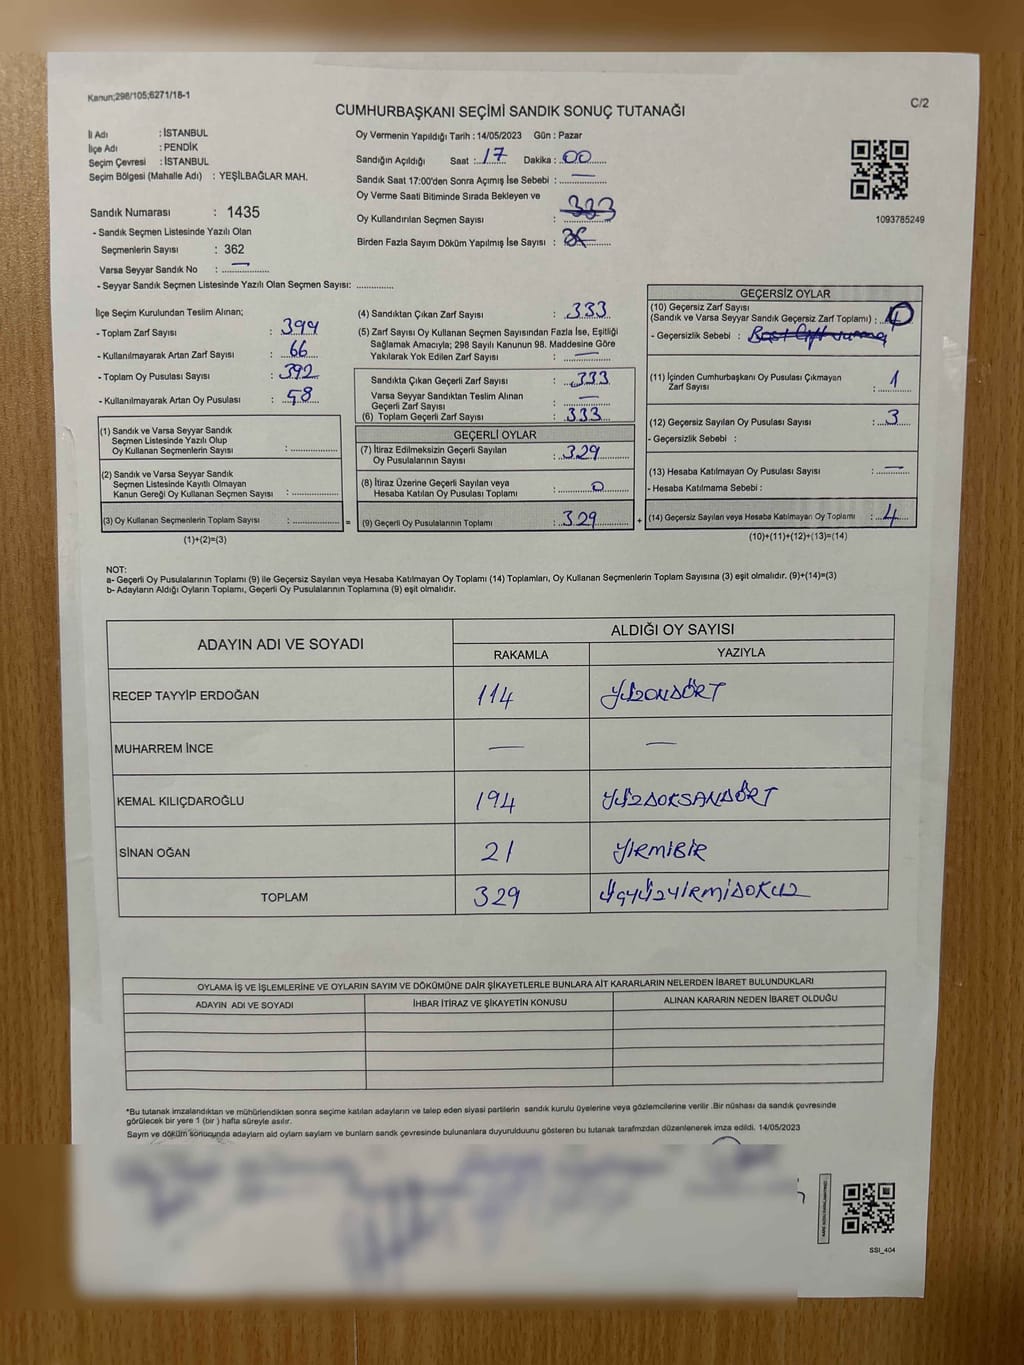 Kanun;298/105;6271/18-1
C/2
CUMHURBAŞKANI SEÇİMİ SANDIK SONUÇ TUTANAĞI
İl Adı : İSTANBUL
İlçe Adı : PENDİK
Seçim Çevresi : İSTANBUL
Seçim Bölgesi (Mahalle Adı) : YEŞİLBAĞLAR MAH.
Sandık Numarası : 1435
- Sandık Seçmen Listesinde Yazılı Olan
Seçmenlerin Sayısı : 362
Varsa Seyyar Sandık No : —
- Seyyar Sandık Seçmen Listesinde Yazılı Olan Seçmen Sayısı: ..............
Oy Vermenin Yapıldığı Tarih : 14/05/2023 Gün : Pazar
Sandığın Açıldığı Saat : 17 Dakika : 00
Sandık Saat 17:00'den Sonra Açımış İse Sebebi : —
Oy Verme Saati Bitiminde Sırada Bekleyen ve
Oy Kullandırılan Seçmen Sayısı : 333
Birden Fazla Sayım Döküm Yapılmış İse Sayısı :
1093785249
İlçe Seçim Kurulundan Teslim Alınan;
- Toplam Zarf Sayısı : 399
- Kullanılmayarak Artan Zarf Sayısı : 66
- Toplam Oy Pusulası Sayısı : 392
- Kullanılmayarak Artan Oy Pusulası : 58
(1) Sandık ve Varsa Seyyar Sandık
Seçmen Listesinde Yazılı Olup
Oy Kullanan Seçmenlerin Sayısı : ..............
(2) Sandık ve Varsa Seyyar Sandık
Seçmen Listesinde Kayıtlı Olmayan
Kanun Gereği Oy Kullanan Seçmen Sayısı : ..............
(3) Oy Kullanan Seçmenlerin Toplam Sayısı : .............. =
(1)+(2)=(3)
(4) Sandıktan Çıkan Zarf Sayısı : 333
(5) Zarf Sayısı Oy Kullanan Seçmen Sayısından Fazla İse, Eşitliği
Sağlamak Amacıyla; 298 Sayılı Kanunun 98. Maddesine Göre
Yakılarak Yok Edilen Zarf Sayısı : —
Sandıkta Çıkan Geçerli Zarf Sayısı : 333
Varsa Seyyar Sandıktan Teslim Alınan
Geçerli Zarf Sayısı : —
(6) Toplam Geçerli Zarf Sayısı : 333
GEÇERLİ OYLAR
(7) İtiraz Edilmeksizin Geçerli Sayılan
Oy Pusulalarının Sayısı : 329
(8) İtiraz Üzerine Geçerli Sayılan veya
Hesaba Katılan Oy Pusulası Toplamı : 0
(9) Geçerli Oy Pusulalarının Toplamı : 329 +
GEÇERSİZ OYLAR
(10) Geçersiz Zarf Sayısı
(Sandık ve Varsa Seyyar Sandık Geçersiz Zarf Toplamı) :
- Geçersizlik Sebebi :
(11) İçinden Cumhurbaşkanı Oy Pusulası Çıkmayan
Zarf Sayısı : 1
(12) Geçersiz Sayılan Oy Pusulası Sayısı : 3
- Geçersizlik Sebebi :
(13) Hesaba Katılmayan Oy Pusulası Sayısı : —
- Hesaba Katılmama Sebebi :
(14) Geçersiz Sayılan veya Hesaba Katılmayan Oy Toplamı : 4
(10)+(11)+(12)+(13)=(14)
NOT:
a- Geçerli Oy Pusulalarının Toplamı (9) ile Geçersiz Sayılan veya Hesaba Katılmayan Oy Toplamı (14) Toplamları, Oy Kullanan Seçmenlerin Toplam Sayısına (3) eşit olmalıdır. (9)+(14)=(3)
b- Adayların Aldığı Oyların Toplamı, Geçerli Oy Pusulalarının Toplamına (9) eşit olmalıdır.
ADAYIN ADI VE SOYADI ALDIĞI OY SAYISI
RAKAMLA YAZIYLA
RECEP TAYYİP ERDOĞAN 114 YÜZONDÖRT
MUHARREM İNCE — —
KEMAL KILIÇDAROĞLU 194 YÜZDOKSANDÖRT
SİNAN OĞAN 21 YİRMİBİR
TOPLAM 329 ÜÇYÜZYİRMİDOKUZ
OYLAMA İŞ VE İŞLEMLERİNE VE OYLARIN SAYIM VE DÖKÜMÜNE DAİR ŞİKAYETLERLE BUNLARA AİT KARARLARIN NELERDEN İBARET BULUNDUKLARI
ADAYIN ADI VE SOYADI İHBAR İTİRAZ VE ŞİKAYETİN KONUSU ALINAN KARARIN NEDEN İBARET OLDUĞU
*Bu tutanak imzalandıktan ve mühürlendikten sonra seçime katılan adayların ve talep eden siyasi partilerin sandık kurulu üyelerine veya gözlemcilerine verilir .Bir nüshası da sandık çevresinde
görülecek bir yere 1 (bir ) hafta süreyle asılır.
Sayım ve döküm sonucunda adayların ald oyların sayların ve bunların sandk çevresinde bulunanlara duyurulduunu gösteren bu tutanak tarafmzdan düzenlenerek imza edildi. 14/05/2023
SSI_404